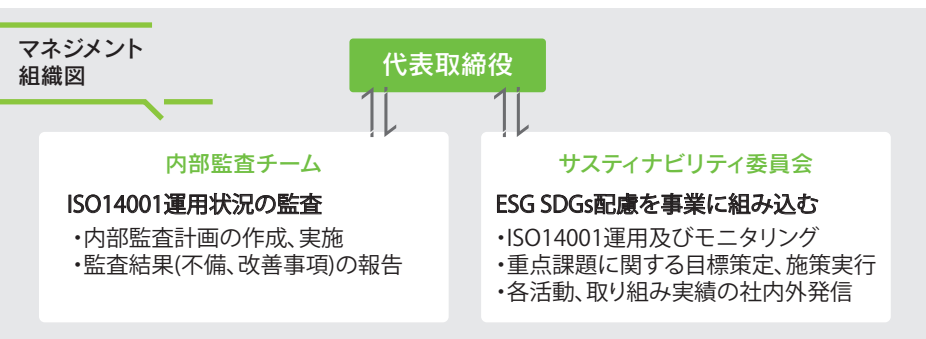 マネジメント
組織図
代表取締役
内部監査チーム
ISO14001運用状況の監査
・内部監査計画の作成、実施
・監査結果(不備、改善事項)の報告
サスティナビリティ委員会
ESG SDGs配慮を事業に組み込む
・ISO14001運用及びモニタリング
・重点課題に関する目標策定、施策実行
・各活動、取り組み実績の社内外発信